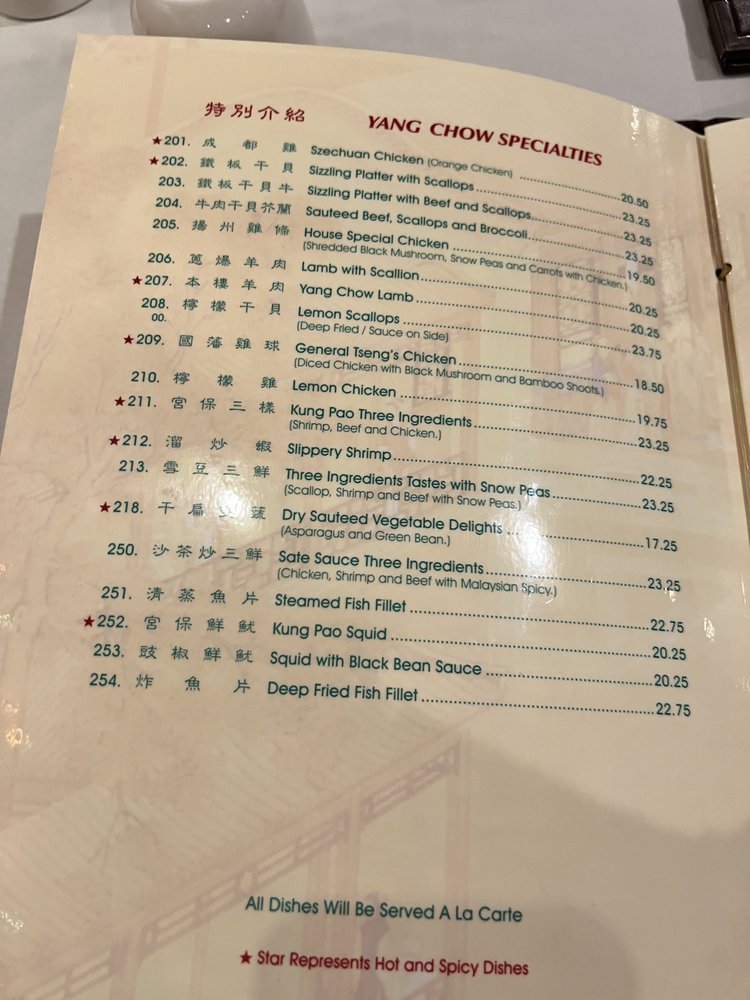 特別介紹 YANG CHOW SPECIALTIES
★201. 成都雞 Szechuan Chicken (Orange Chicken) 20.50
★202. 鐵板干貝 Sizzling Platter with Scallops 23.25
203. 鐵板干貝牛 Sizzling Platter with Beef and Scallops 23.25
204. 牛肉干貝芥蘭 Sauteed Beef, Scallops and Broccoli 23.25
205. 揚州雞條 House Special Chicken 19.50
(Shredded Black Mushroom, Snow Peas and Carrots with Chicken.)
206. 蔥爆羊肉 Lamb with Scallion 20.25
★207. 本樓羊肉 Yang Chow Lamb 20.25
208. 檸檬干貝 Lemon Scallops 23.75
00. (Deep Fried / Sauce on Side)
★209. 國藩雞球 General Tseng's Chicken 18.50
(Diced Chicken with Black Mushroom and Bamboo Shoots.)
210. 檸檬雞 Lemon Chicken 19.75
★211. 宮保三樣 Kung Pao Three Ingredients 23.25
(Shrimp, Beef and Chicken.)
★212. 溜炒蝦 Slippery Shrimp 22.25
213. 雪豆三鮮 Three Ingredients Tastes with Snow Peas 23.25
(Scallop, Shrimp and Beef with Snow Peas.)
★218. 干扁 蔬 Dry Sauteed Vegetable Delights 17.25
(Asparagus and Green Bean.)
250. 沙茶炒三鮮 Sate Sauce Three Ingredients 23.25
(Chicken, Shrimp and Beef with Malaysian Spicy.)
251. 清蒸魚片 Steamed Fish Fillet 22.75
★252. 宮保鮮魷 Kung Pao Squid 20.25
253. 豉椒鮮魷 Squid with Black Bean Sauce 20.25
254. 炸魚片 Deep Fried Fish Fillet 22.75
All Dishes Will Be Served A La Carte
★ Star Represents Hot and Spicy Dishes